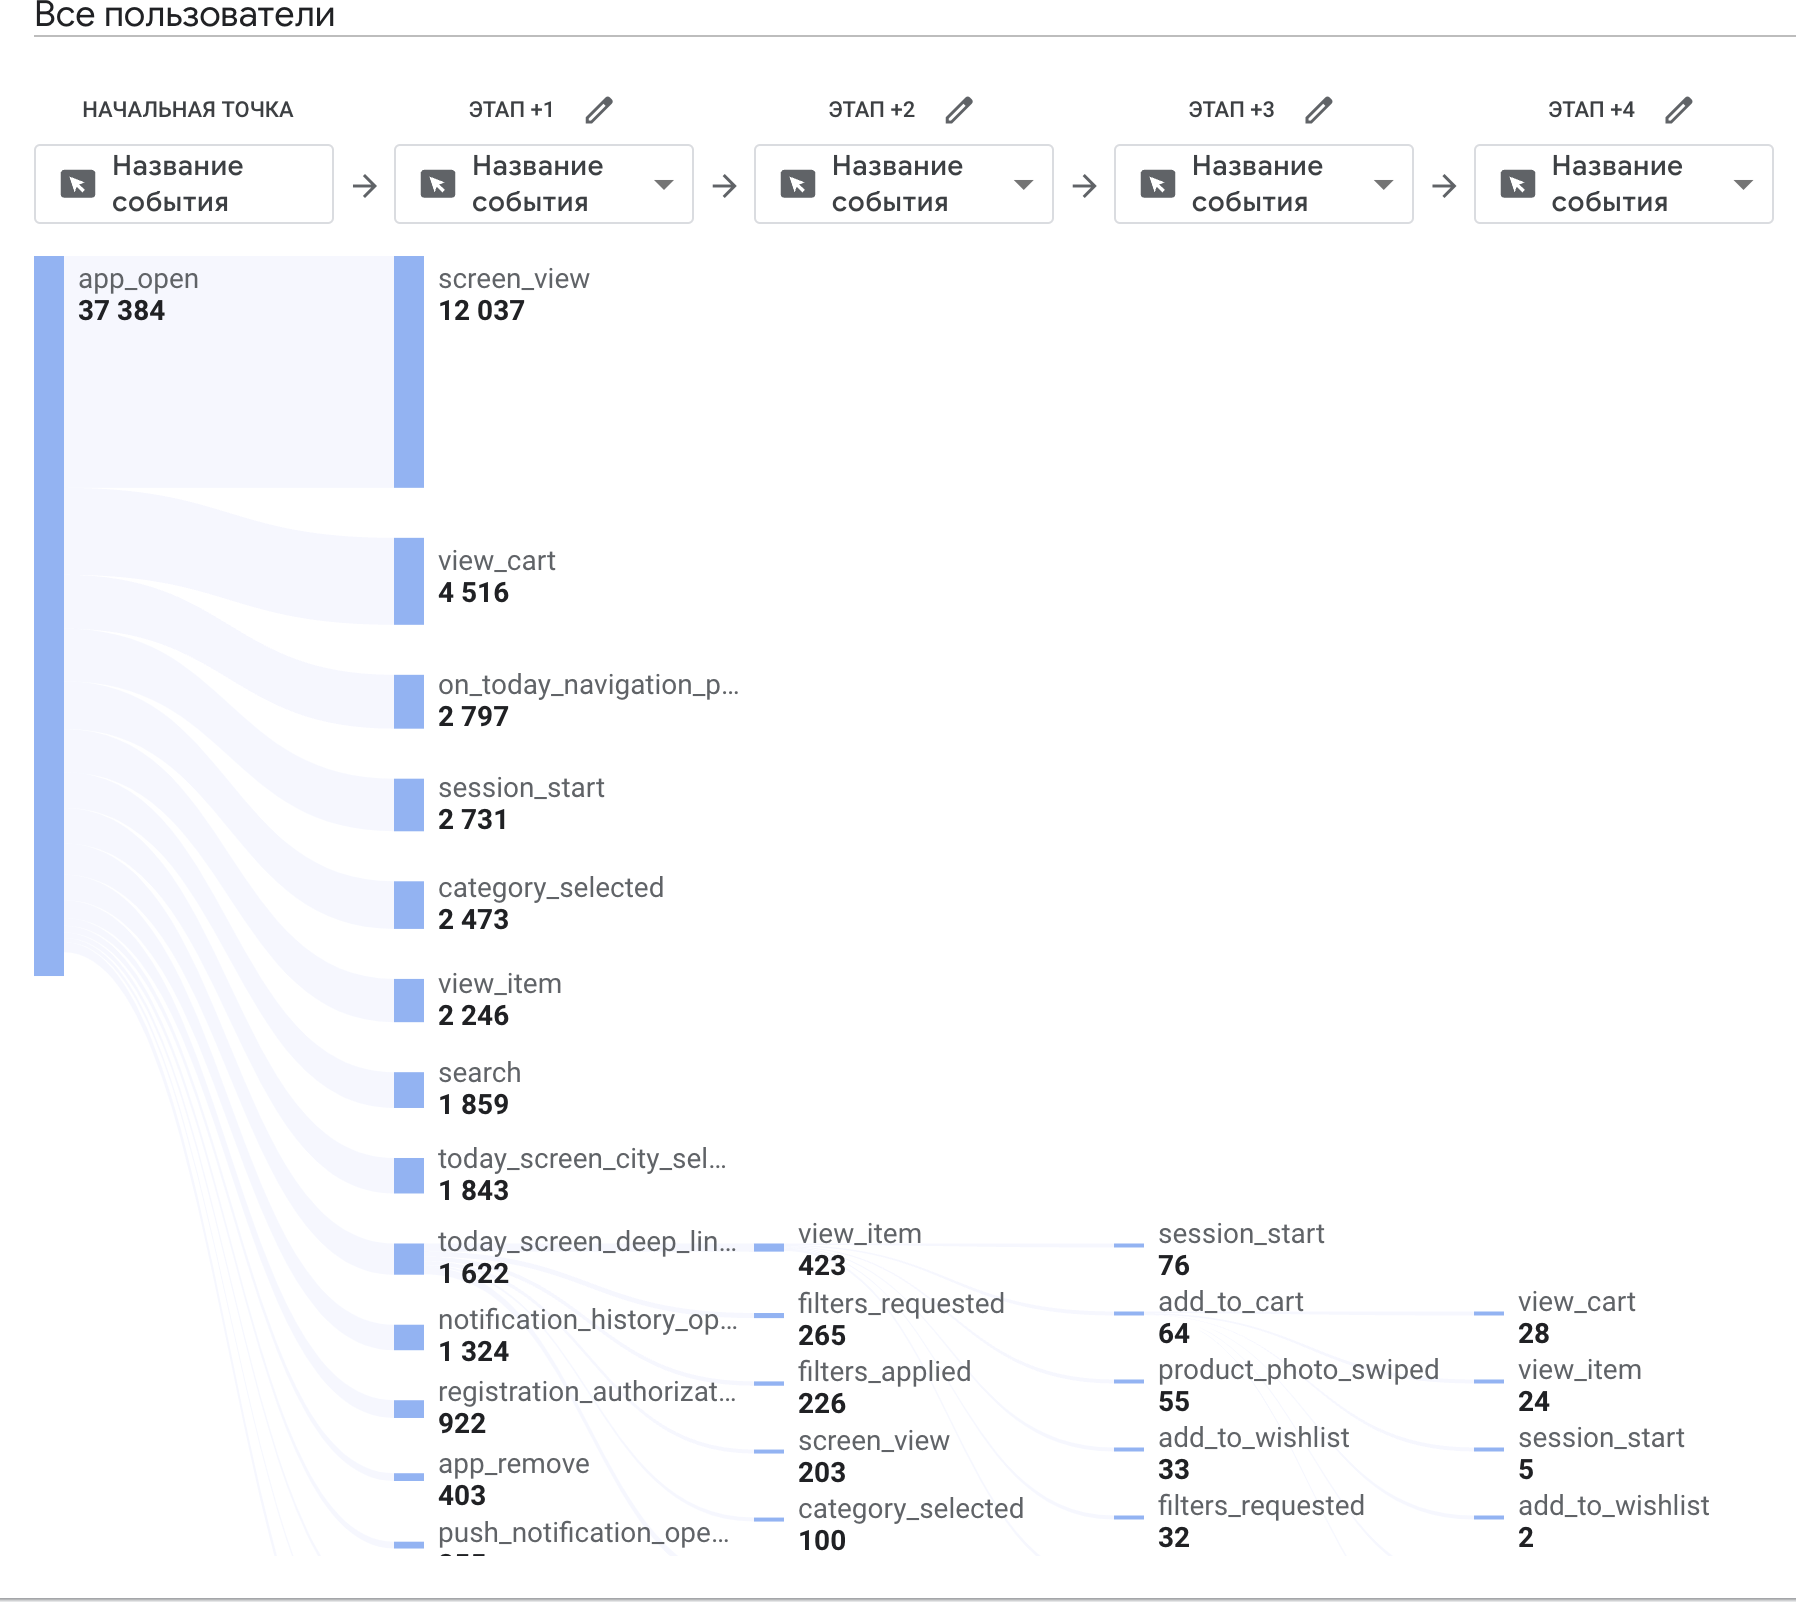 Все пользователи
НАЧАЛЬНАЯ ТОЧКА
ЭТАП +1
ЭТАП +2
ЭТАП +3
ЭТАП +4
Название
события
Название
события
Название
события
Название
события
Название
события
app_open
37 384
screen_view
12 037
view_cart
4 516
on_today_navigation_p...
2 797
session_start
2 731
category_selected
2 473
view_item
2 246
search
1 859
today_screen_city_sel...
1 843
today_screen_deep_lin...
1 622
notification_history_op...
1 324
registration_authorizat...
922
app_remove
403
push_notification_ope...
view_item
423
filters_requested
265
filters_applied
226
screen_view
203
category_selected
100
session_start
76
add_to_cart
64
product_photo_swiped
55
add_to_wishlist
33
filters_requested
32
view_cart
28
view_item
24
session_start
5
add_to_wishlist
2